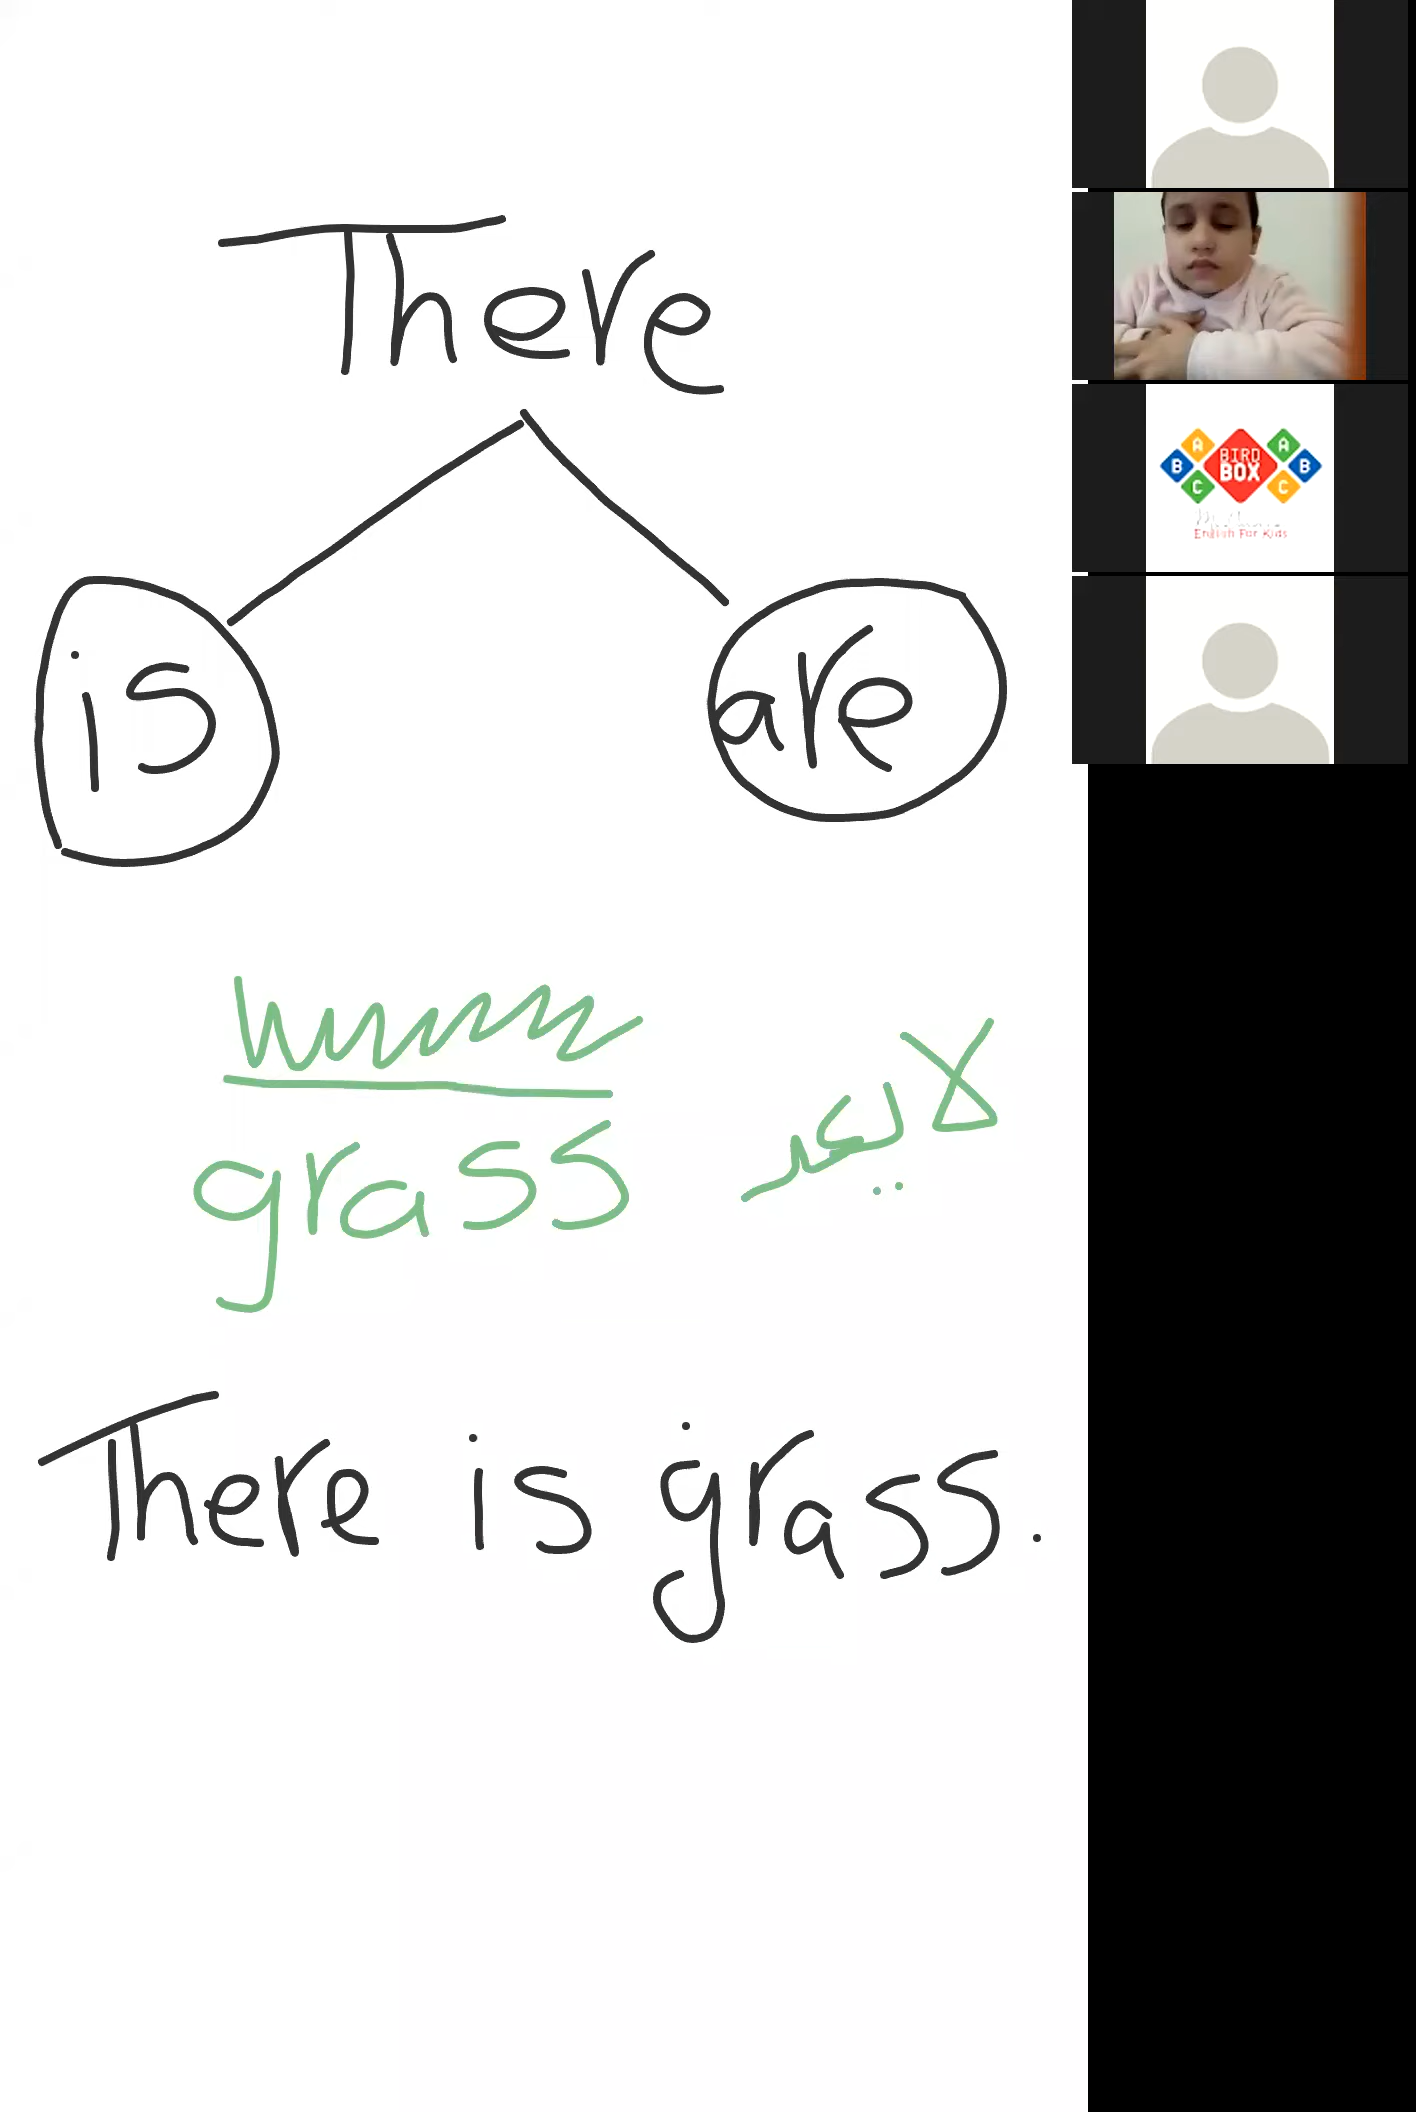 There
is are
grass لا يعد
There is grass.
A A
B BIRD BOX B
C C
English For Kids